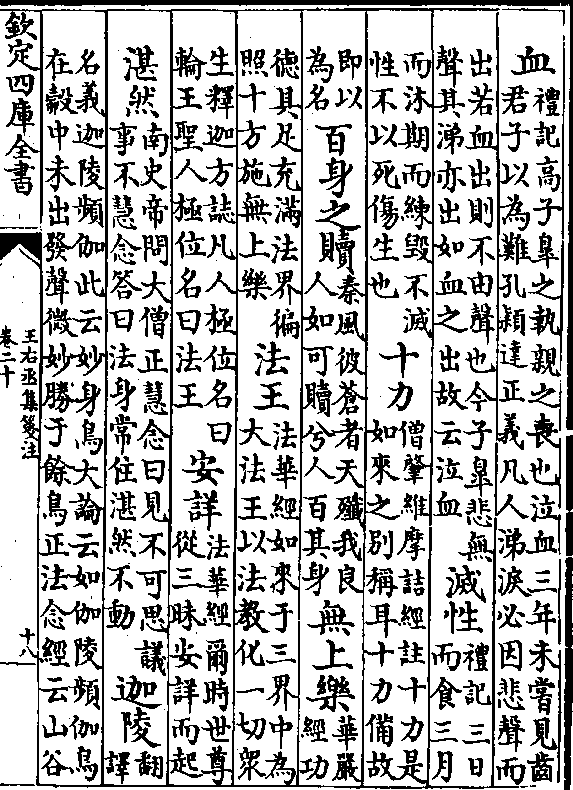 血禮記高子臯之執親之喪也泣血三年未嘗見齒君子以為難孔穎達正義凡人涕淚必因悲聲而
出若血出則不由聲也今子臯悲無聲其涕亦出如血之出故云泣血滅性禮記三日而食三月
而沐期而練毀不滅性不以死傷生也十力僧肇維摩詰經註十力是如來之別稱耳十力備故
即以為名百身之贖秦風彼蒼者天殲我良人如可贖兮人百其身無上樂華嚴經功
德具足充滿法界徧照十方施無上樂法王法華經如來于三界中為大法王以法教化一切衆
生釋迦方誌凡人極位名曰輪王聖人極位名曰法王安詳法華經爾時世尊從三昧安詳而起
湛然南史帝問大僧正慧念曰見不可思議事不慧念答曰法身常住湛然不動迦陵翻譯
名義迦陵頻伽此云妙身鳥大論云如伽陵頻伽鳥在殼中未出發聲微妙勝于餘鳥正法念經云山谷
欽定四庫全書
王右丞集箋注
卷二十
十八